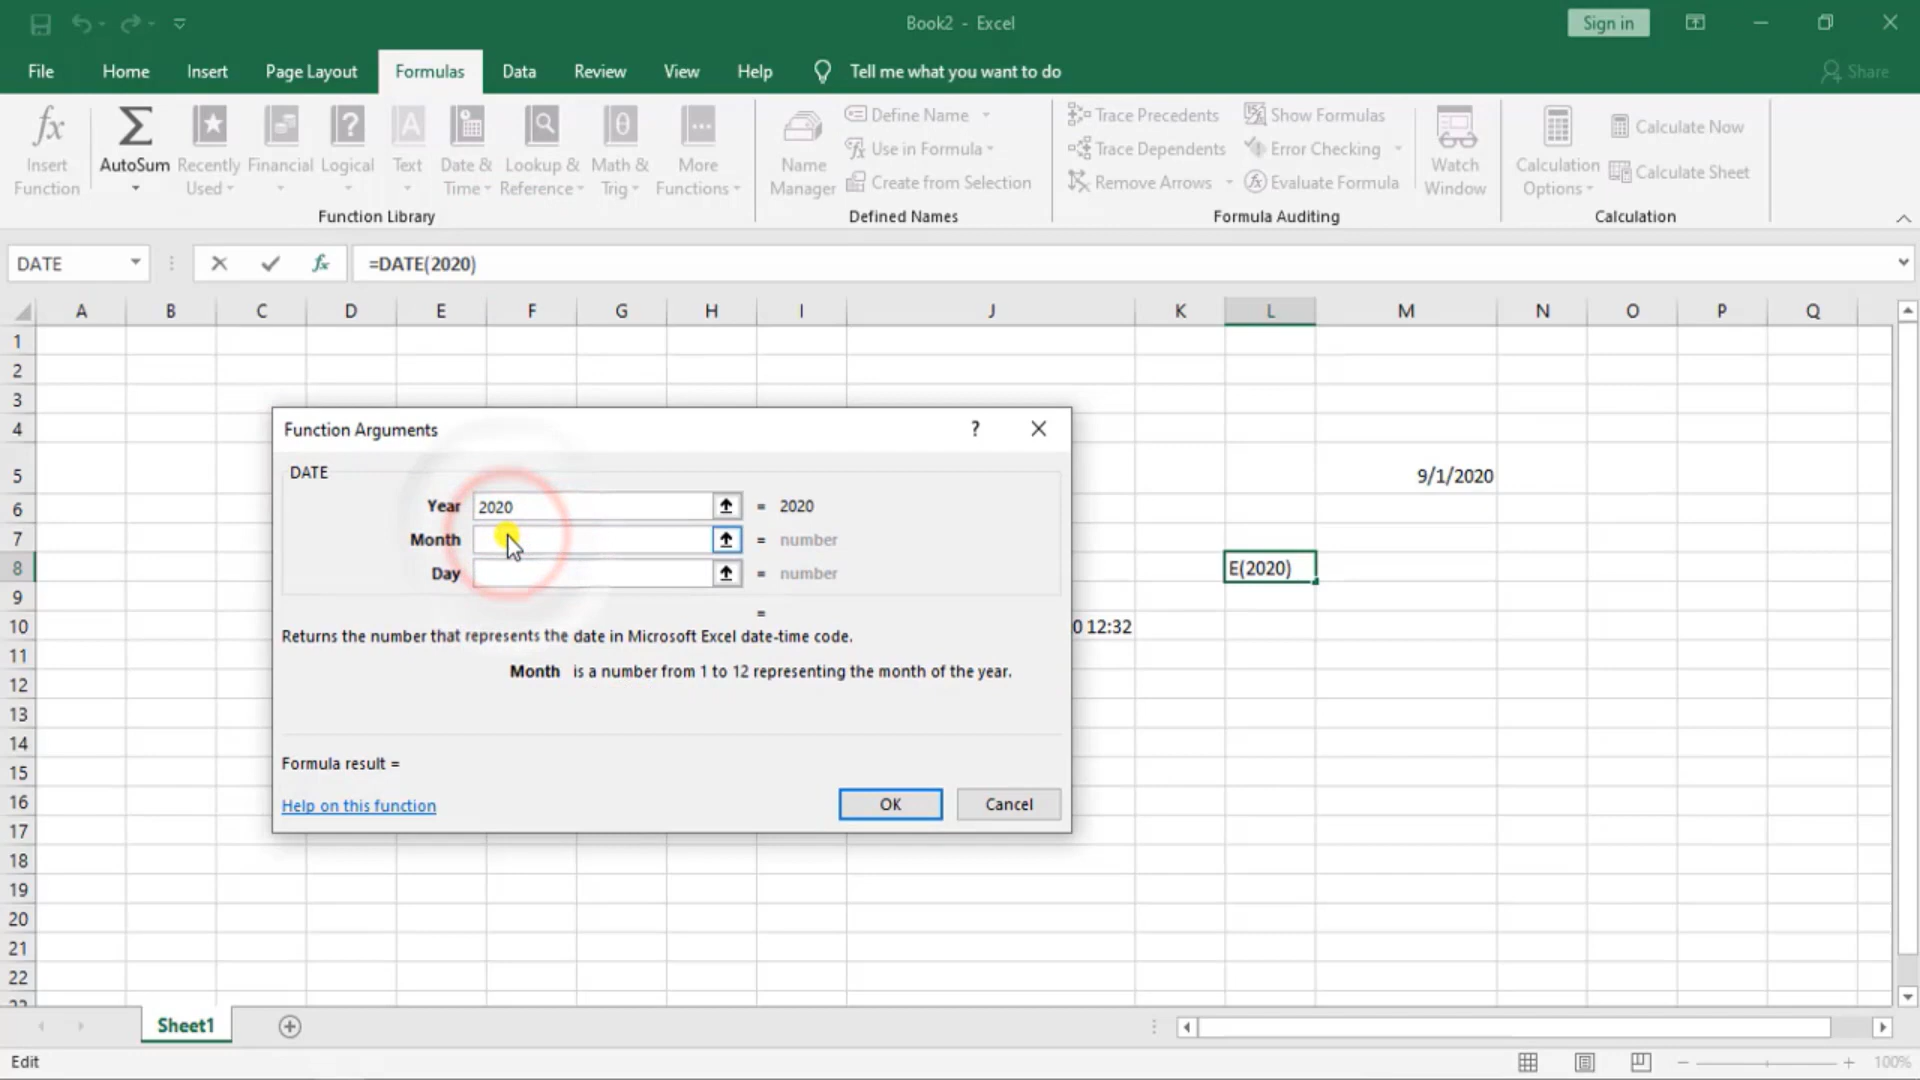 Book2 - Excel
Sign in
File Home Insert Page Layout Formulas Data Review View Help Tell me what you want to do Share
Insert Function
AutoSum
Recently Used
Financial
Logical
Text
Date & Time
Lookup & Reference
Math & Trig
More Functions
Function Library
Name Manager
Define Name
Use in Formula
Create from Selection
Defined Names
Trace Precedents
Trace Dependents
Remove Arrows
Show Formulas
Error Checking
Evaluate Formula
Formula Auditing
Watch Window
Calculation Options
Calculate Now
Calculate Sheet
Calculation
DATE fx =DATE(2020)
A B C D E F G H I J K L M N O P Q
1
2
3
4
5 9/1/2020
6
7
8 E(2020)
9
10 0 12:32
11
12
13
14
15
16
17
18
19
20
21
22
23
Function Arguments ?
DATE
Year 2020 = 2020
Month = number
Day = number
=
Returns the number that represents the date in Microsoft Excel date-time code.
Month is a number from 1 to 12 representing the month of the year.
Formula result =
Help on this function
OK Cancel
Sheet1
Edit 100%